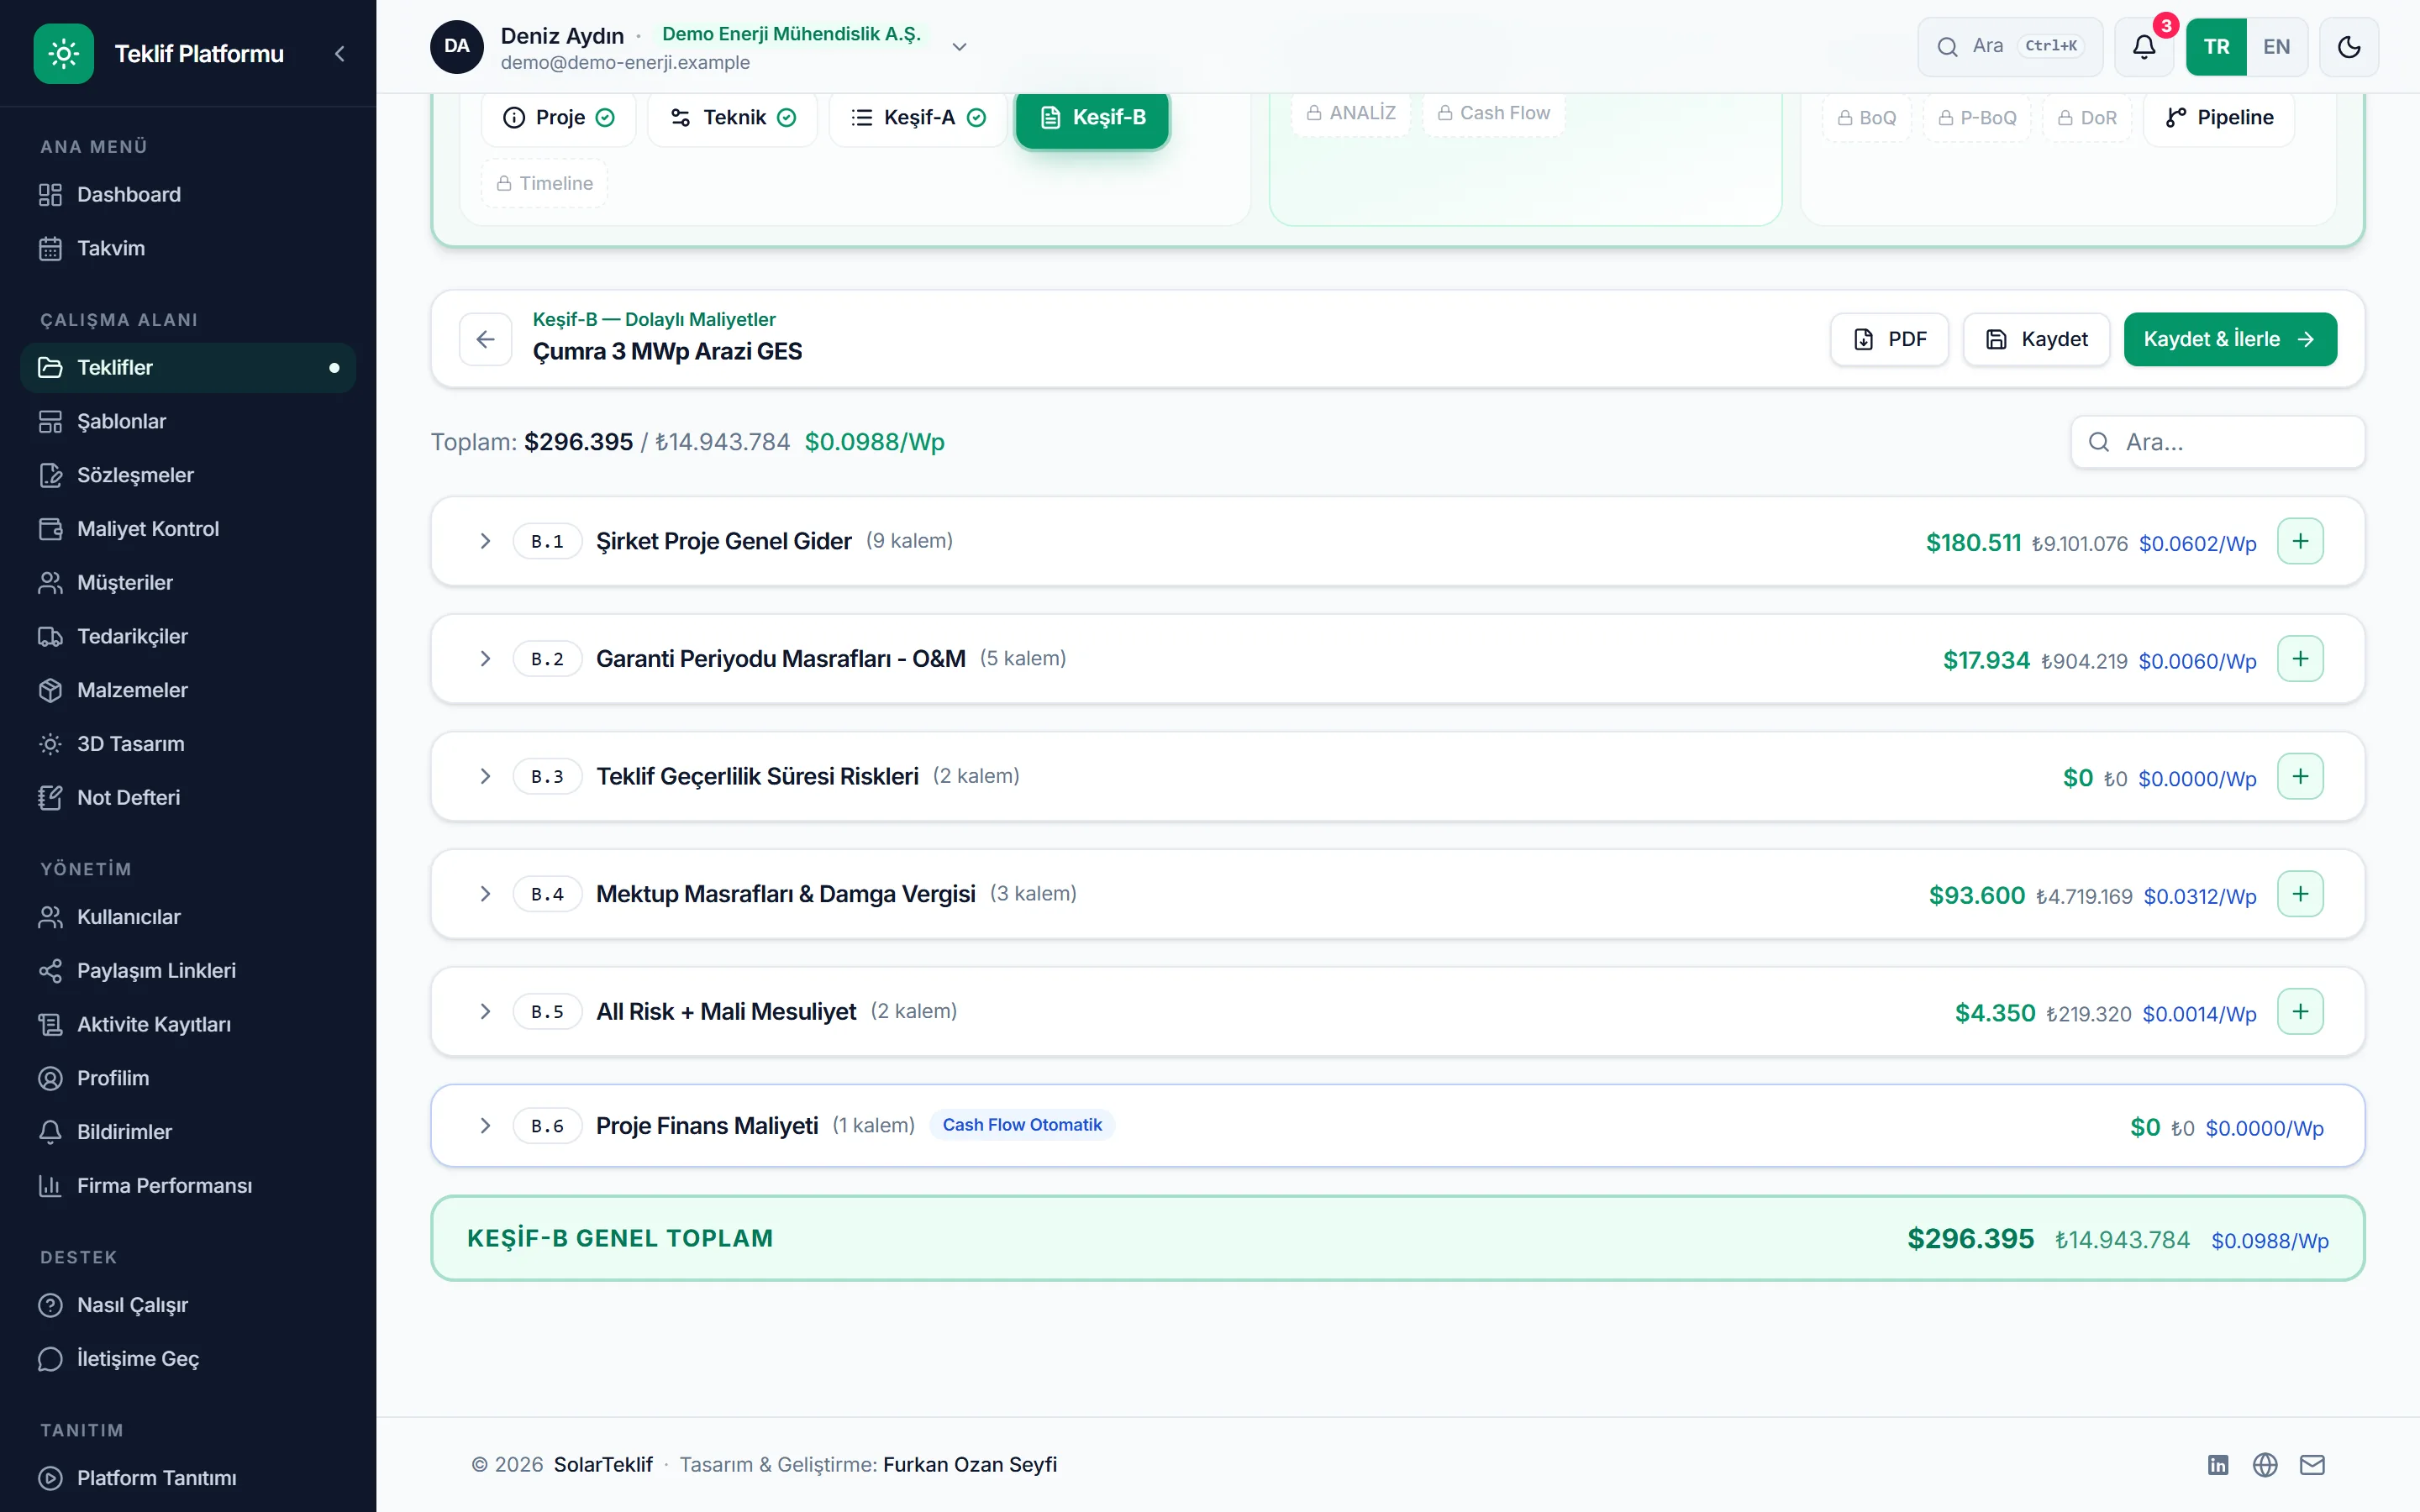 Teklif Platformu
ANA MENÜ
Dashboard
Takvim
ÇALIŞMA ALANI
Teklifler
Şablonlar
Sözleşmeler
Maliyet Kontrol
Müşteriler
Tedarikçiler
Malzemeler
3D Tasarım
Not Defteri
YÖNETİM
Kullanıcılar
Paylaşım Linkleri
Aktivite Kayıtları
Profilim
Bildirimler
Firma Performansı
DESTEK
Nasıl Çalışır
İletişime Geç
TANITIM
Platform Tanıtımı
DA
Deniz Aydın · Demo Enerji Mühendislik A.Ş.
demo@demo-enerji.example
Ara Ctrl+K
3
TR EN
Proje Teknik Keşif-A Keşif-B
Timeline
ANALİZ Cash Flow
BoQ P-BoQ DoR Pipeline
Keşif-B — Dolaylı Maliyetler
Çumra 3 MWp Arazi GES
PDF Kaydet Kaydet & İlerle
Toplam: $296.395 / ₺14.943.784 $0.0988/Wp
Ara...
B.1 Şirket Proje Genel Gider (9 kalem) $180.511 ₺9.101.076 $0.0602/Wp
B.2 Garanti Periyodu Masrafları - O&M (5 kalem) $17.934 ₺904.219 $0.0060/Wp
B.3 Teklif Geçerlilik Süresi Riskleri (2 kalem) $0 ₺0 $0.0000/Wp
B.4 Mektup Masrafları & Damga Vergisi (3 kalem) $93.600 ₺4.719.169 $0.0312/Wp
B.5 All Risk + Mali Mesuliyet (2 kalem) $4.350 ₺219.320 $0.0014/Wp
B.6 Proje Finans Maliyeti (1 kalem) Cash Flow Otomatik $0 ₺0 $0.0000/Wp
KEŞİF-B GENEL TOPLAM $296.395 ₺14.943.784 $0.0988/Wp
© 2026 SolarTeklif · Tasarım & Geliştirme: Furkan Ozan Seyfi